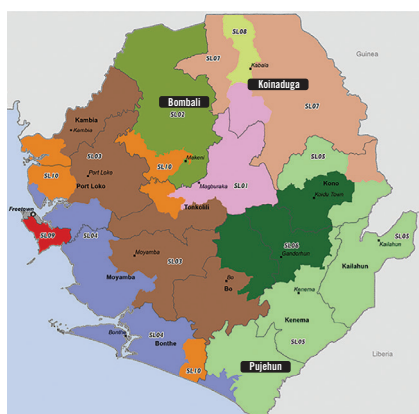 SL08
Guinea
SL07
Kabala
Koinaduga
Bombali
SL07
SL02
Kambia
Kambia
SL03
SL10
SL05
Makeni
SL10
Port Loko
Port Loko
Kono
Magburaka
SL01
Koidu Town
Tonkolili
Freetown
SL09
SL04
SL05
Kailahun
SL06
Moyamba
SL03
Gandorhun
Kailahun
Moyamba
Bo
Bo
Kenema
Kenema
SL04
Bonthe
Bonthe
SL05
Liberia
Pujehun
SL10